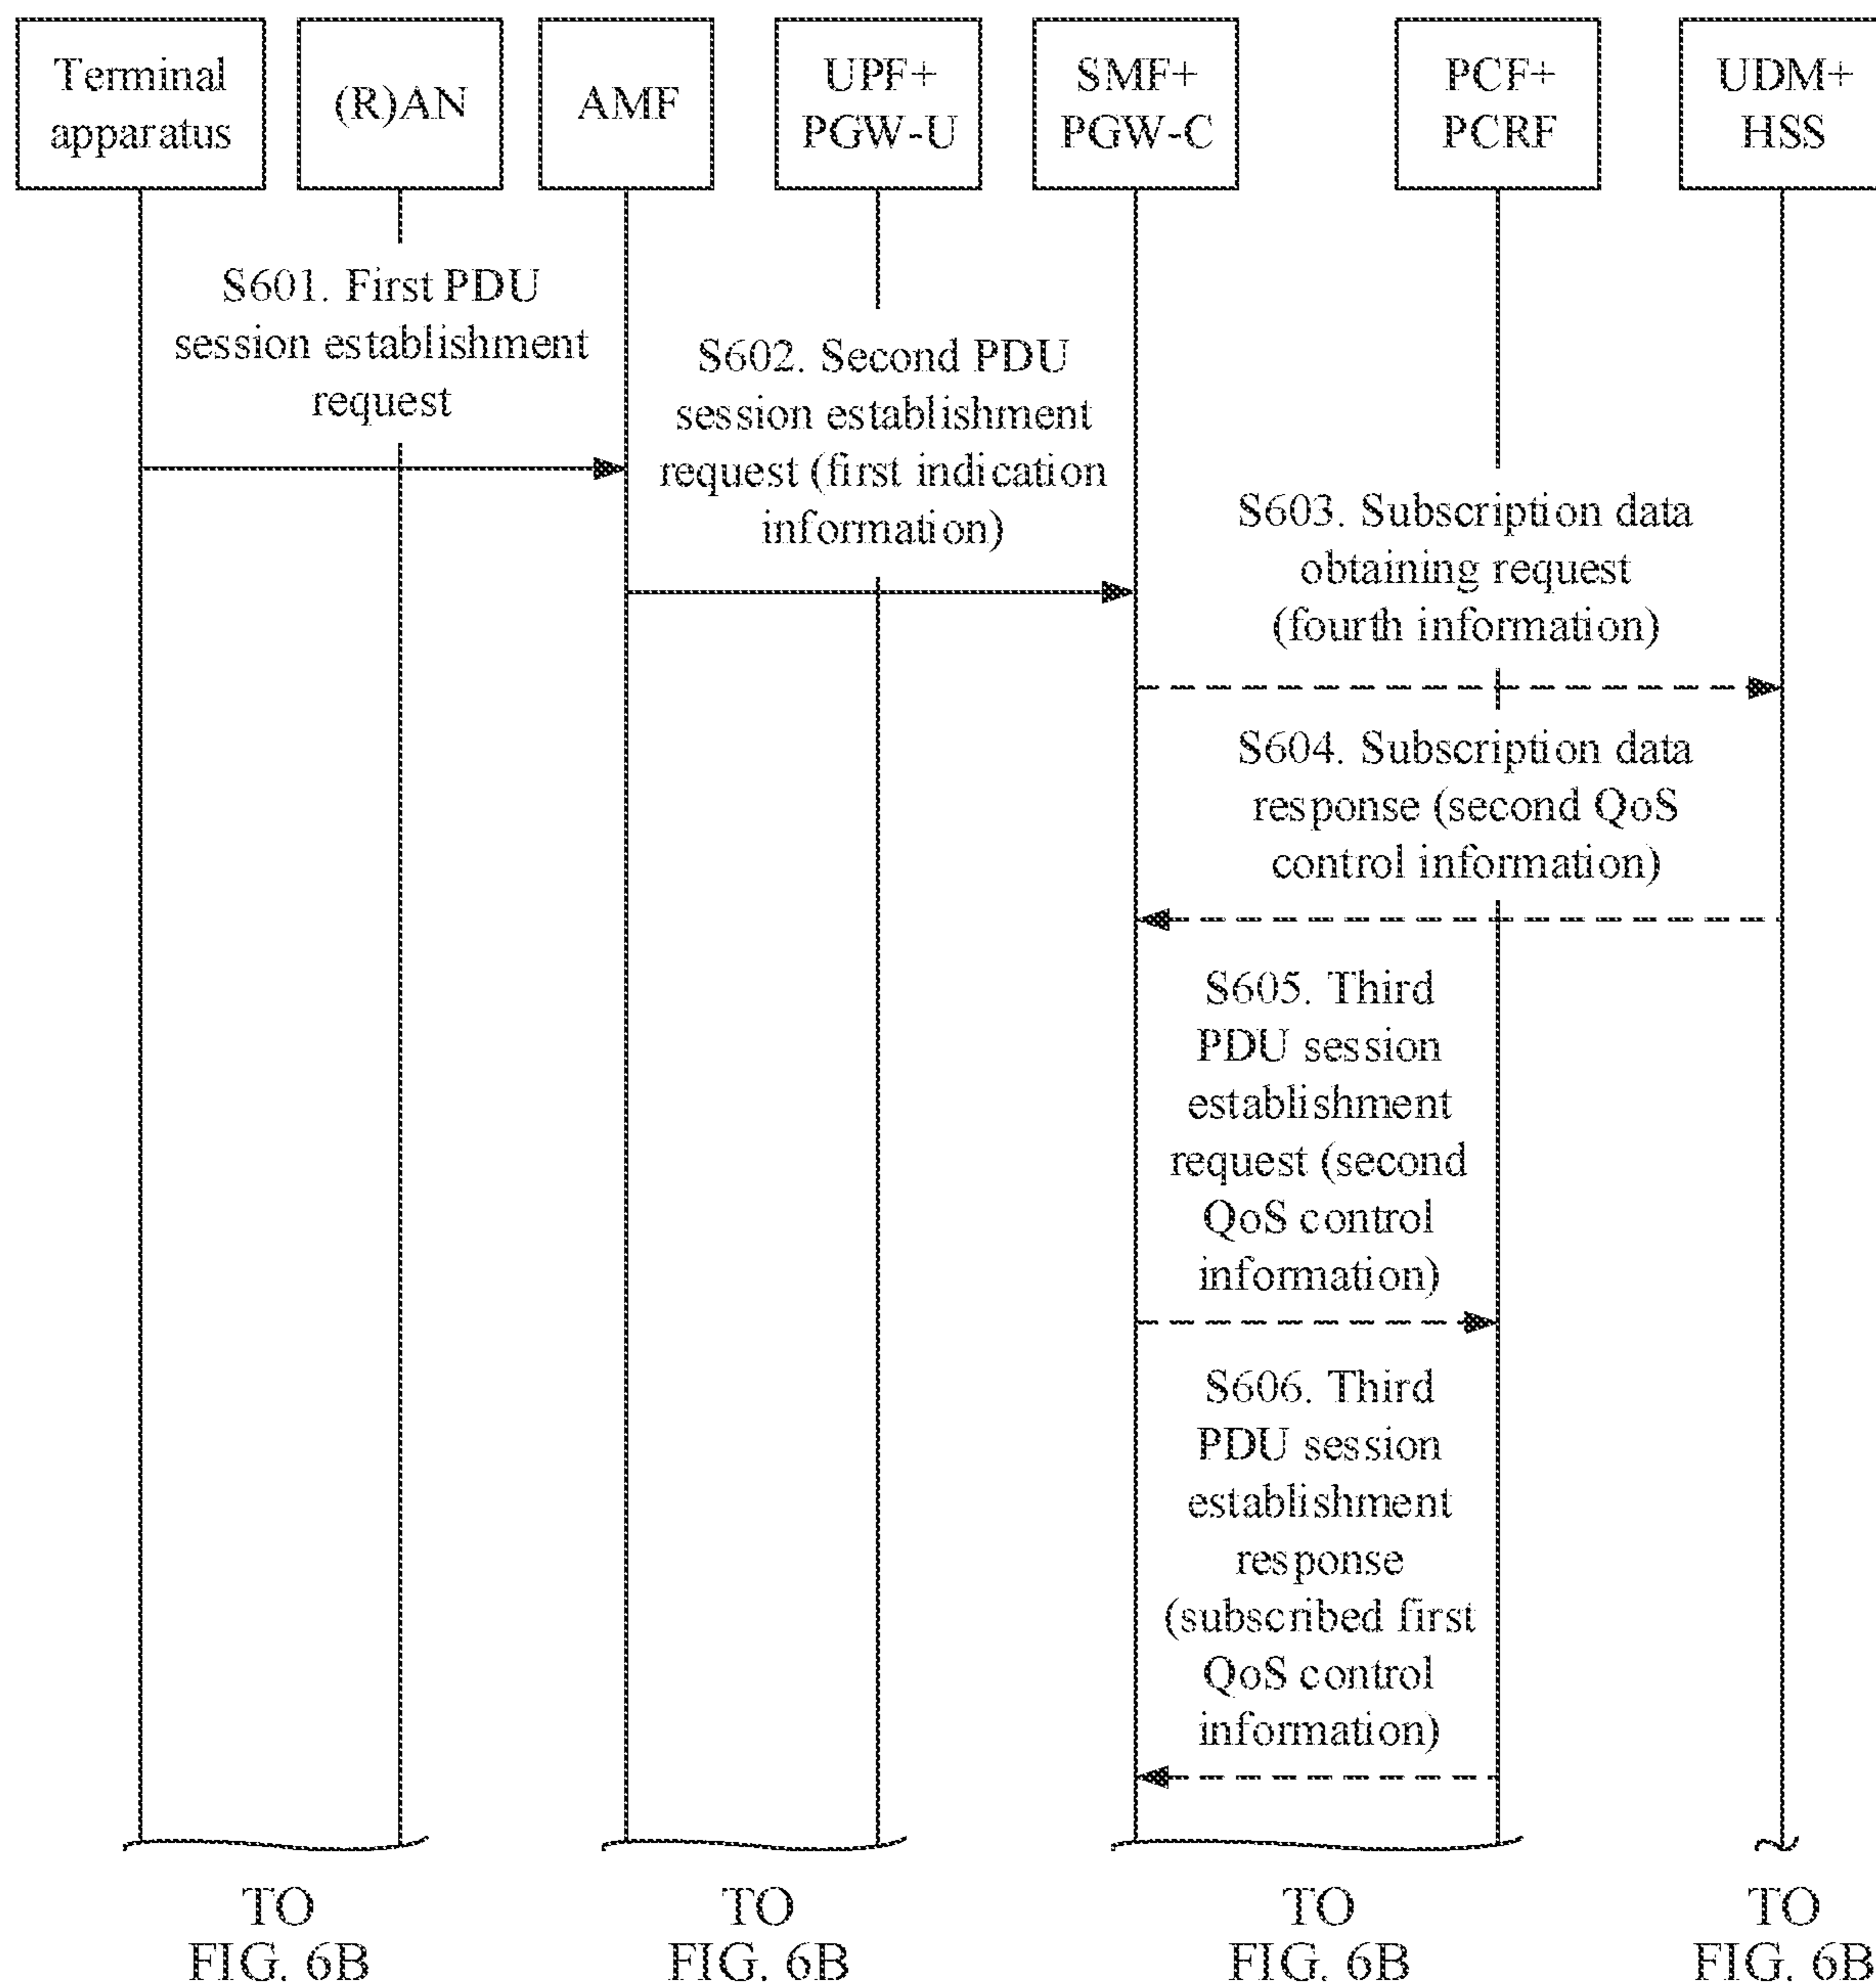 Terminal
apparatus
(R)AN
AMF
UPF+
PGW-U
SMF+
PGW-C
PCF+
PCRF
UDM+
HSS
S601. First PDU
session establishment
request
S602. Second PDU
session establishment
request (first indication
information)
S603. Subscription data
obtaining request
(fourth information)
S604. Subscription data
response (second QoS
control information)
S605. Third
PDU session
establishment
request (second
QoS control
information)
S606. Third
PDU session
establishment
response
(subscribed first
QoS control
information)
TO
FIG. 6B
TO
FIG. 6B
TO
FIG. 6B
TO
FIG. 6B